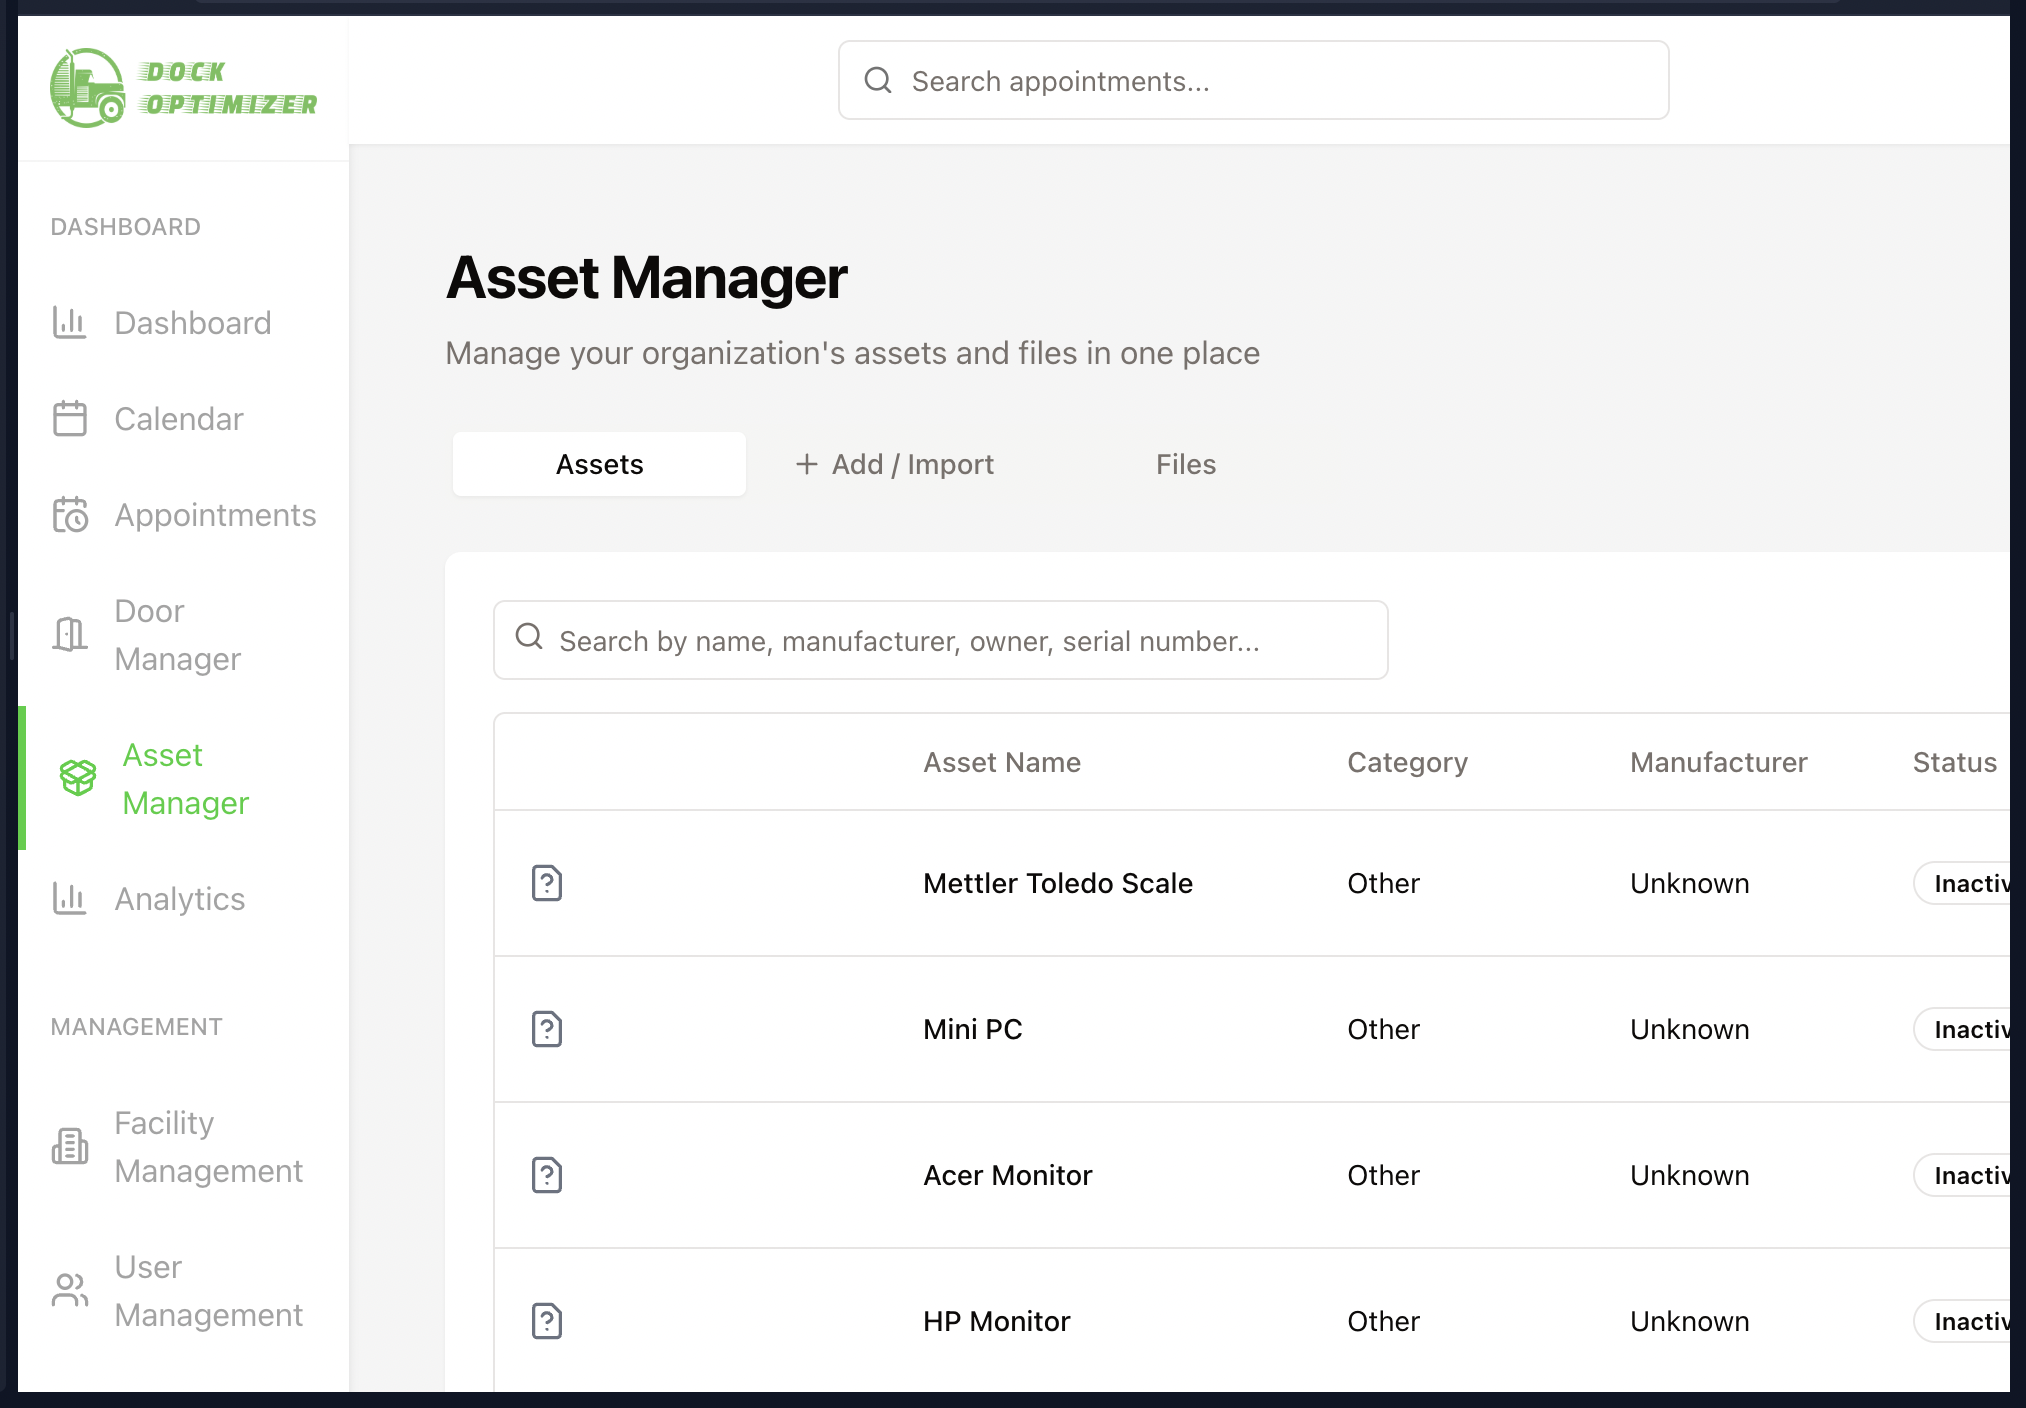 DOCK
OPTIMIZER
Search appointments...
DASHBOARD
Dashboard
Calendar
Appointments
Door
Manager
Asset
Manager
Analytics
MANAGEMENT
Facility
Management
User
Management
Asset Manager
Manage your organization's assets and files in one place
Assets
+ Add / Import
Files
Search by name, manufacturer, owner, serial number...
Asset Name Category Manufacturer Status
Mettler Toledo Scale Other Unknown Inactiv
Mini PC Other Unknown Inactiv
Acer Monitor Other Unknown Inactiv
HP Monitor Other Unknown Inactiv